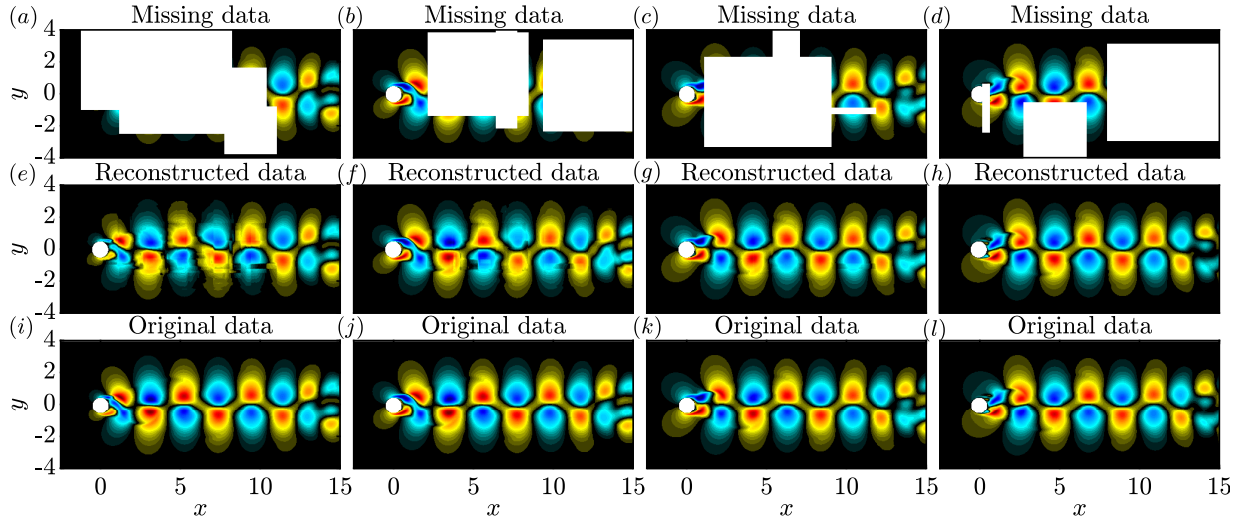 (a) Missing data (b) Missing data (c) Missing data (d) Missing data
4
2
0
-2
-4
y
(e) Reconstructed data (f) Reconstructed data (g) Reconstructed data (h) Reconstructed data
4
2
0
-2
-4
y
(i) Original data (j) Original data (k) Original data (l) Original data
4
2
0
-2
-4
y
0 5 10 15 0 5 10 15 0 5 10 15 0 5 10 15
x x x x